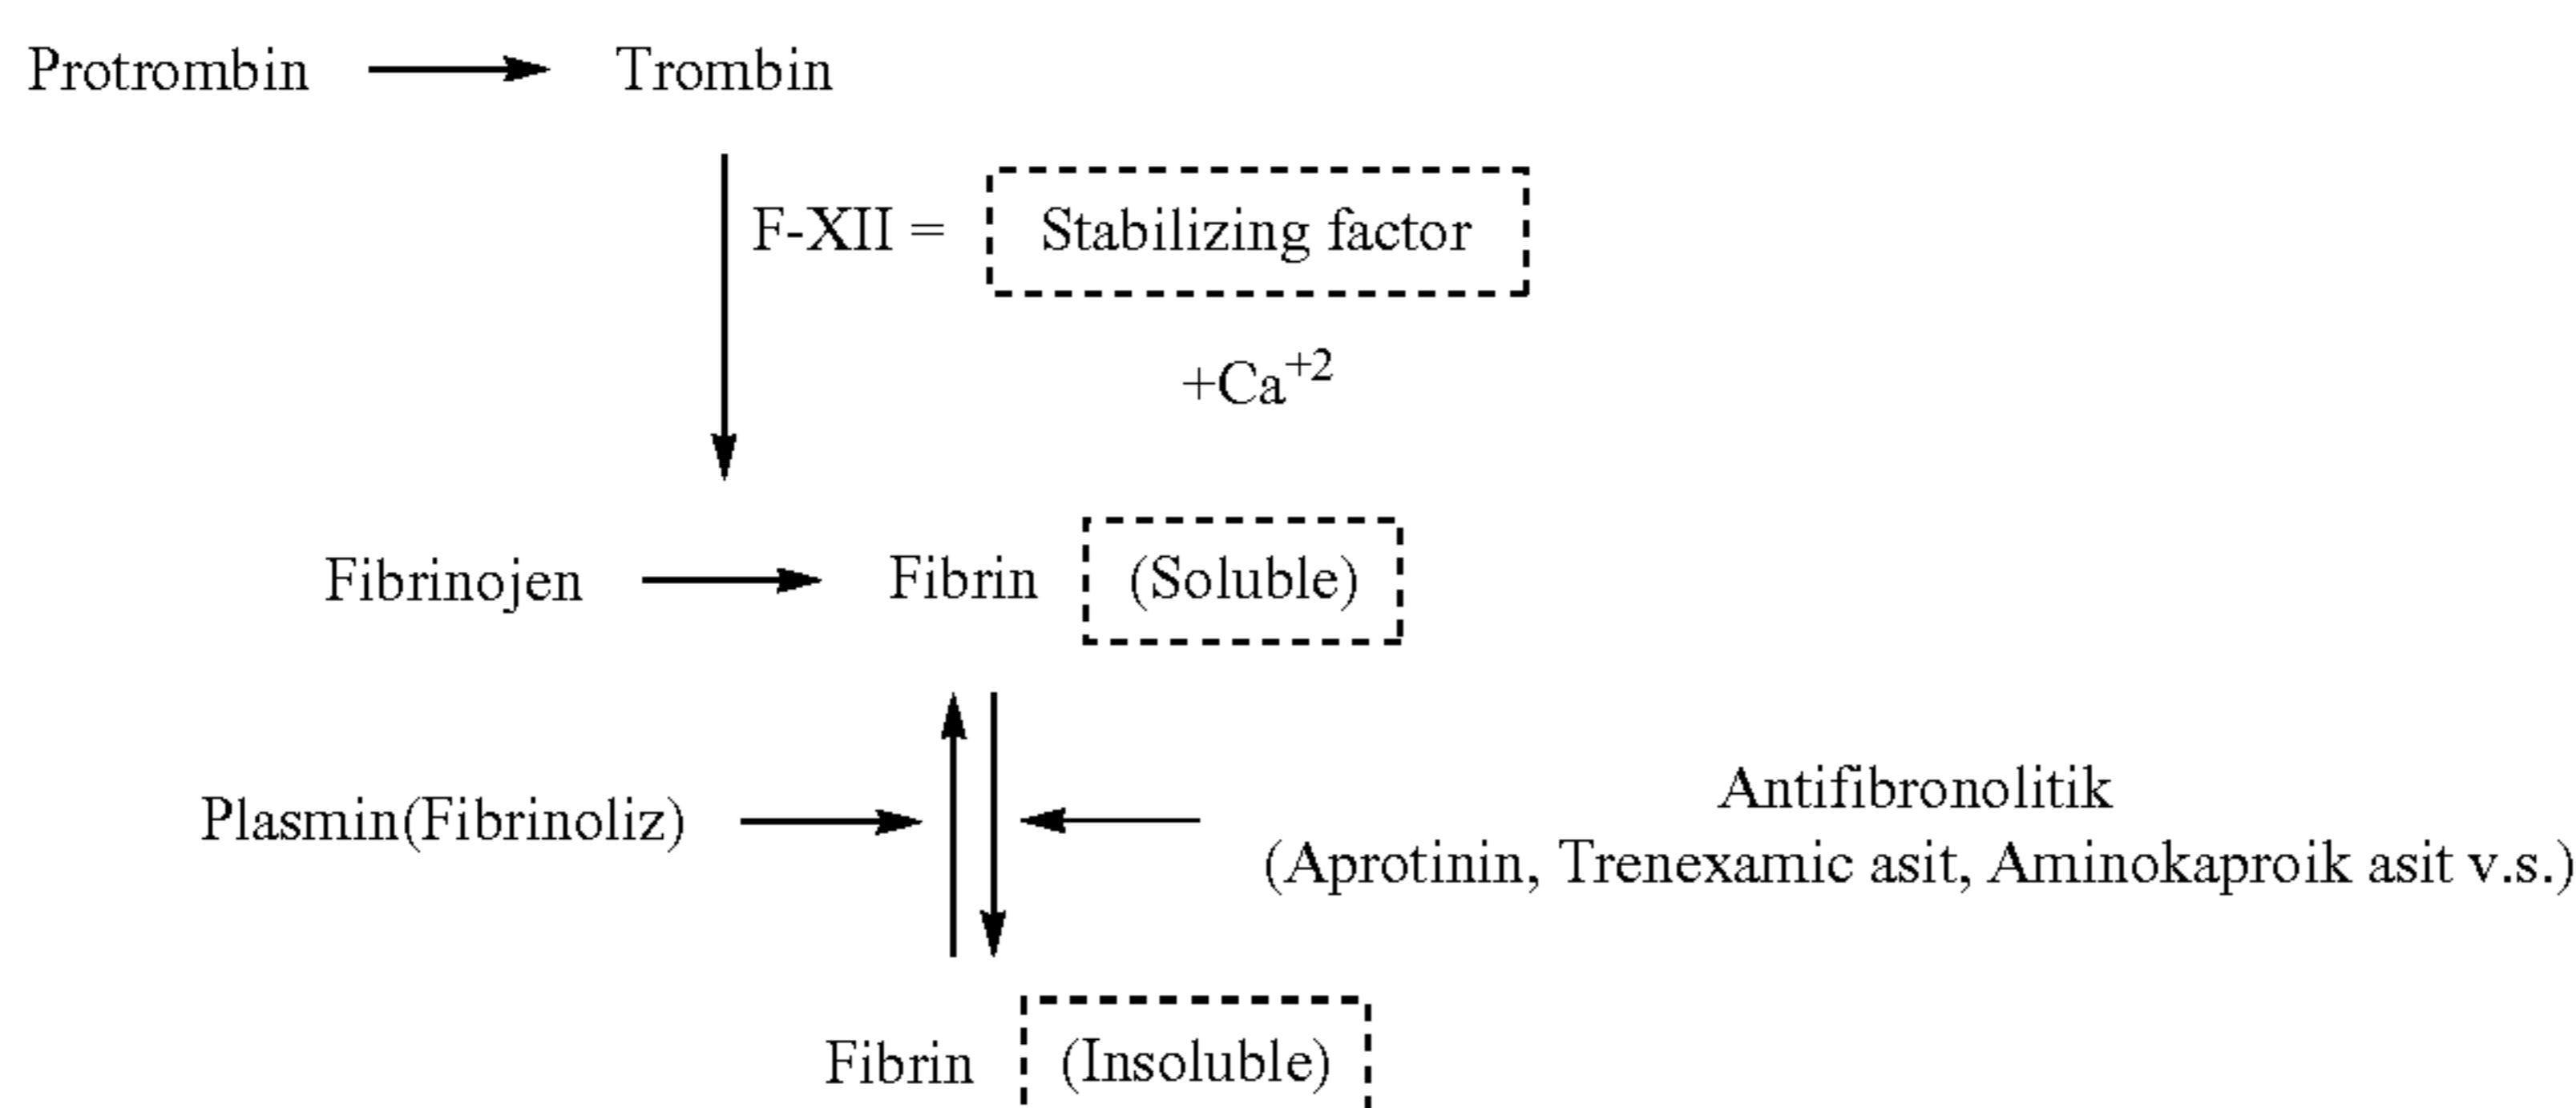 Protrombin Trombin
F-XII = Stabilizing factor
+Ca+2
Fibrinojen Fibrin (Soluble)
Antifibronolitik
Plasmin(Fibrinoliz)
(Aprotinin, Trenexamic asit, Aminokaproik asit v.s.)
Fibrin (Insoluble)